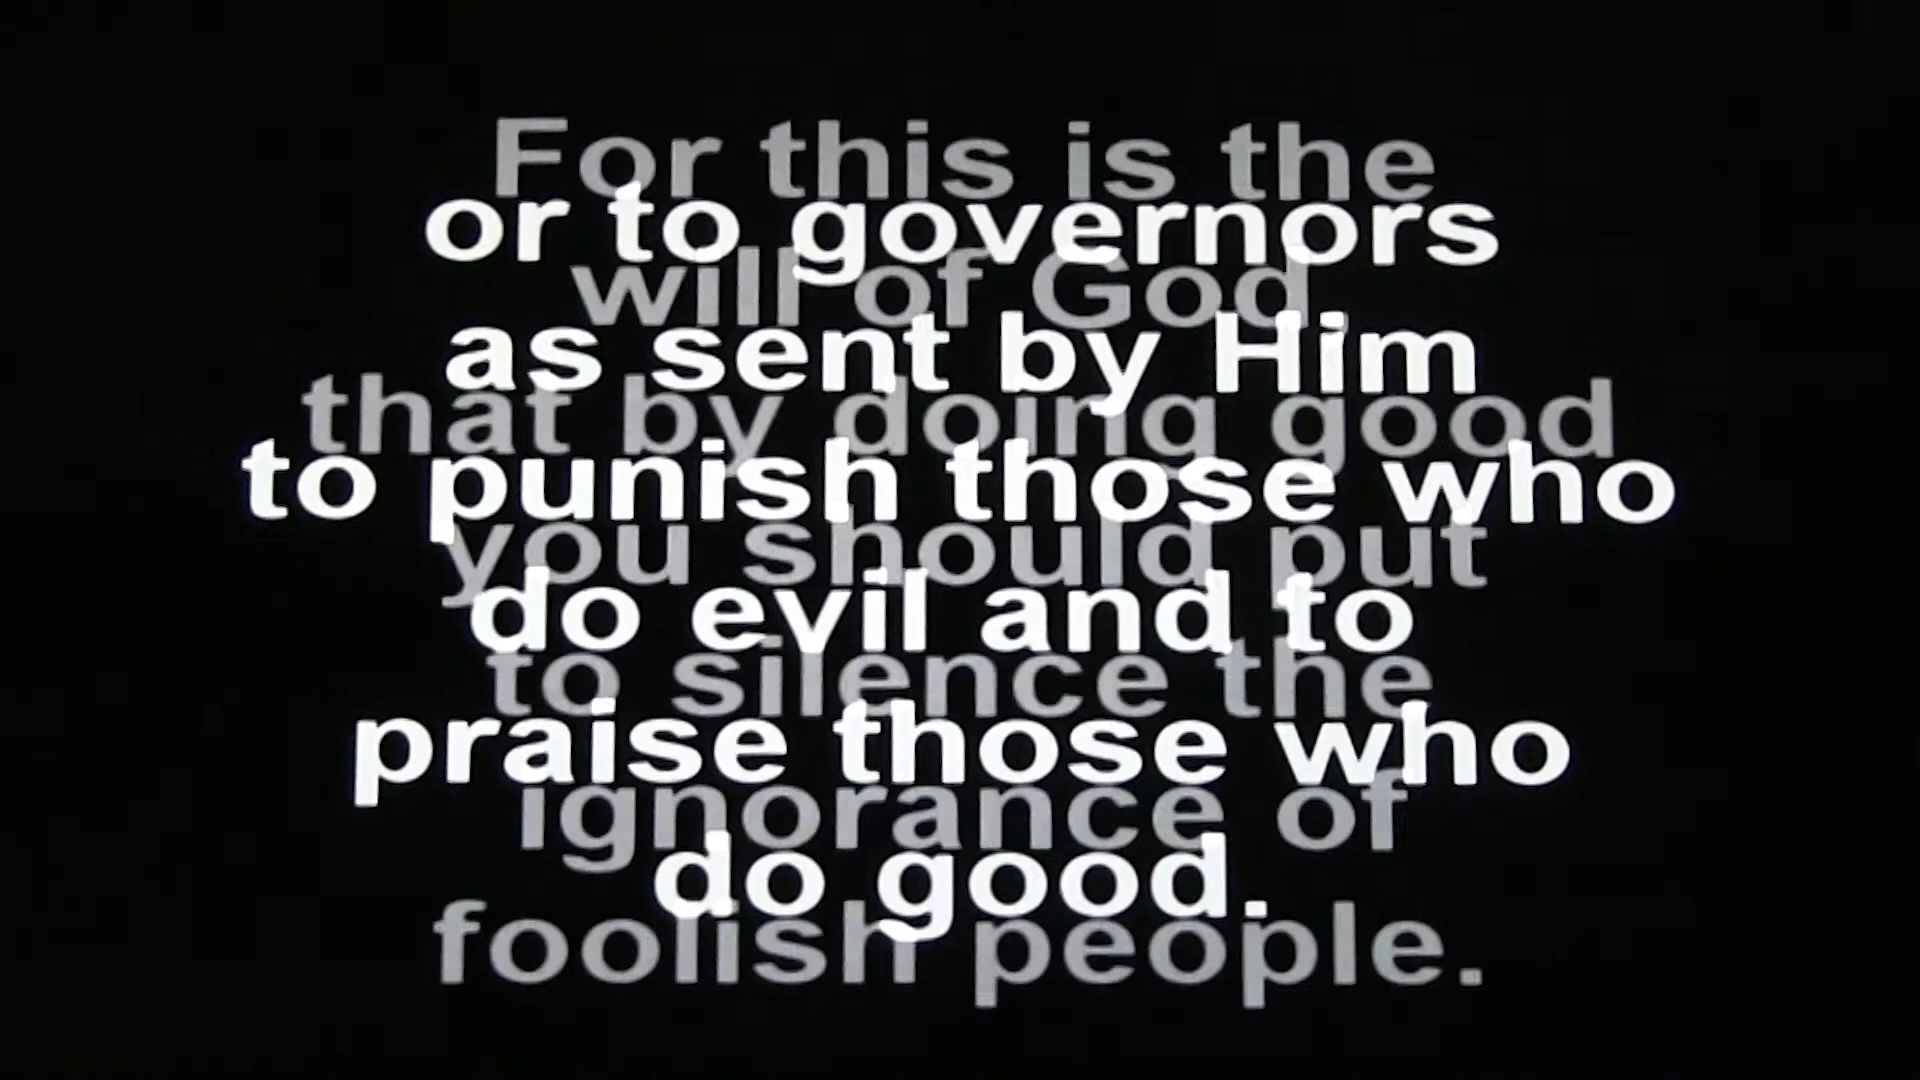 For this is the
or to governors
will of God,
as sent by Him
that by doing good
to punish those who
you should put
do evil and to
to silence the
praise those who
ignorance of
do good.
foolish people.